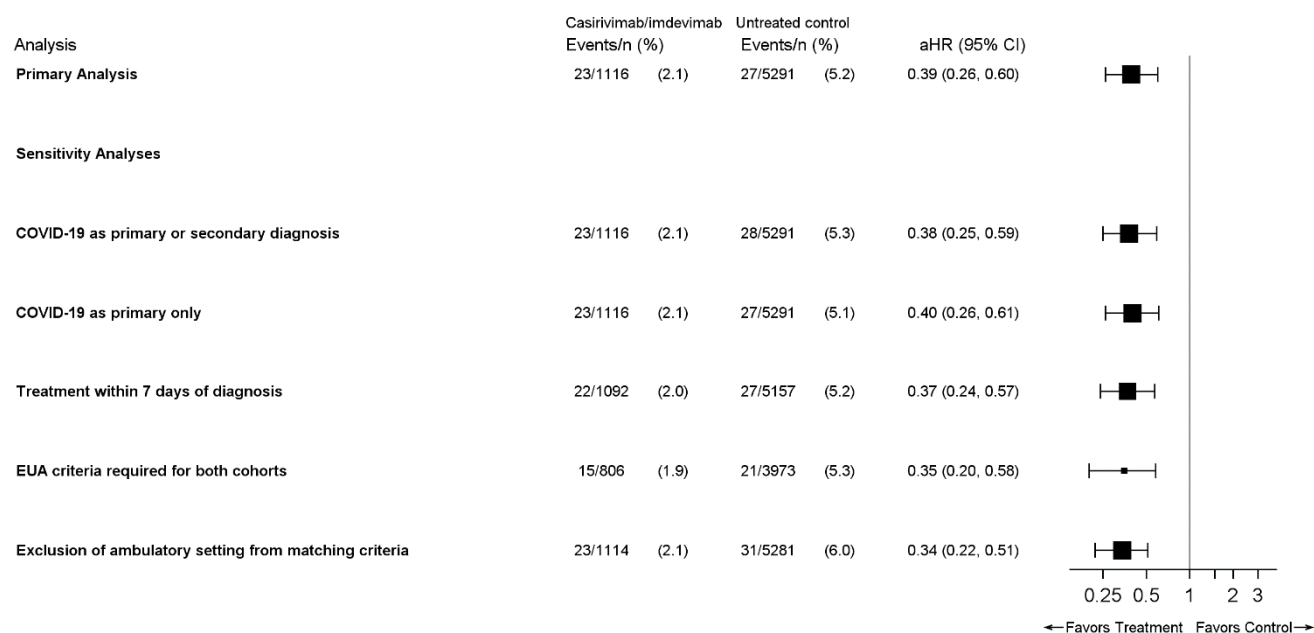 Casirivimab/imdevimab Untreated control
Analysis Events/n (%) Events/n (%) aHR (95% CI)
Primary Analysis 23/1116 (2.1) 27/5291 (5.2) 0.39 (0.26, 0.60)
Sensitivity Analyses
COVID-19 as primary or secondary diagnosis 23/1116 (2.1) 28/5291 (5.3) 0.38 (0.25, 0.59)
COVID-19 as primary only 23/1116 (2.1) 27/5291 (5.1) 0.40 (0.26, 0.61)
Treatment within 7 days of diagnosis 22/1092 (2.0) 27/5157 (5.2) 0.37 (0.24, 0.57)
EUA criteria required for both cohorts 15/806 (1.9) 21/3973 (5.3) 0.35 (0.20, 0.58)
Exclusion of ambulatory setting from matching criteria 23/1114 (2.1) 31/5281 (6.0) 0.34 (0.22, 0.51)
0.25 0.5 1 2 3
←Favors Treatment Favors Control→